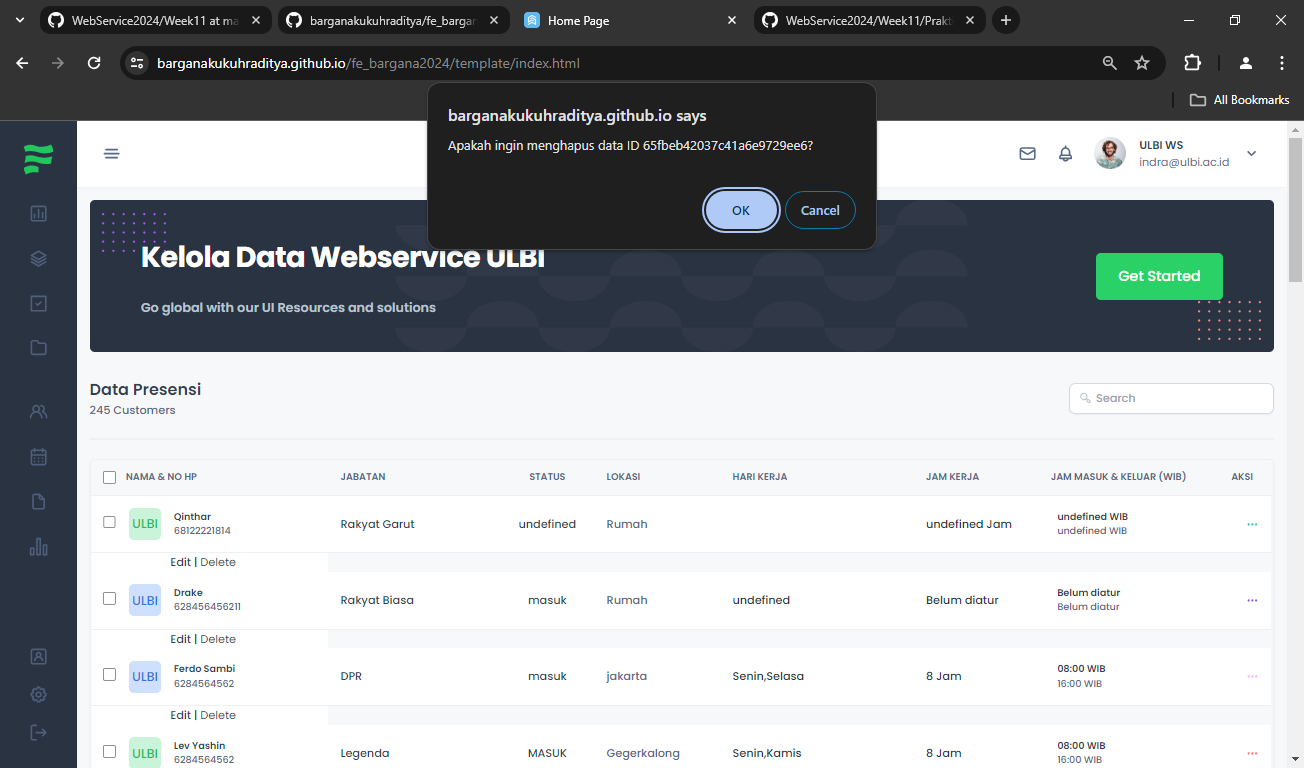 WebService2024/Week11 at ma
barganakukuhraditya/fe_bargan
Home Page
WebService2024/Week11/Prakt
barganakukuhraditya.github.io/fe_bargana2024/template/index.html
All Bookmarks
barganakukuhraditya.github.io says
Apakah ingin menghapus data ID 65fbeb42037c41a6e9729ee6?
OK Cancel
ULBI WS
indra@ulbi.ac.id
Kelola Data Webservice ULBI
Go global with our UI Resources and solutions
Get Started
Data Presensi
245 Customers
Search
NAMA & NO HP JABATAN STATUS LOKASI HARI KERJA JAM KERJA JAM MASUK & KELUAR (WIB) AKSI
ULBI Qinthar 68122221814 Rakyat Garut undefined Rumah undefined Jam undefined WIB undefined WIB ...
Edit | Delete
ULBI Drake 628456456211 Rakyat Biasa masuk Rumah undefined Belum diatur Belum diatur Belum diatur ...
Edit | Delete
ULBI Ferdo Sambi 6284564562 DPR masuk jakarta Senin,Selasa 8 Jam 08:00 WIB 16:00 WIB ...
Edit | Delete
ULBI Lev Yashin 6284564562 Legenda MASUK Gegerkalong Senin,Kamis 8 Jam 08:00 WIB 16:00 WIB ...